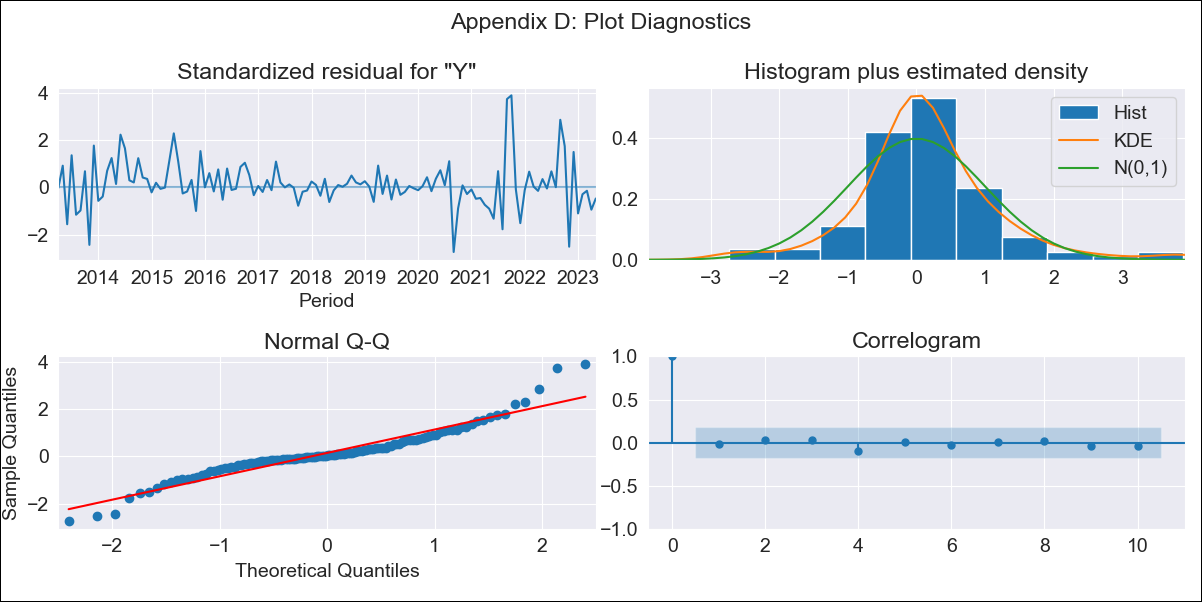 Appendix D: Plot Diagnostics
Standardized residual for "Y"
4
2
0
−2
2014 2015 2016 2017 2018 2019 2020 2021 2022 2023
Period
Histogram plus estimated density
Hist
KDE
N(0,1)
0.4
0.2
0.0
−3 −2 −1 0 1 2 3
Normal Q-Q
Sample Quantiles
4
2
0
−2
−2 −1 0 1 2
Theoretical Quantiles
Correlogram
1.0
0.5
0.0
−0.5
−1.0
0 2 4 6 8 10